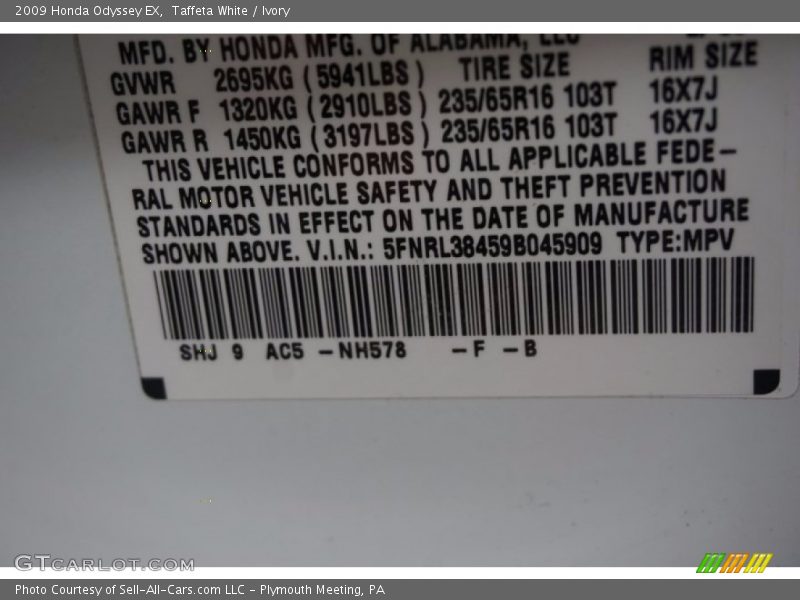 2009 Honda Odyssey EX,  Taffeta White / Ivory
MFD. BY HONDA MFG. OF ALABAMA, LLC
GVWR 2695KG (5941LBS) TIRE SIZE RIM SIZE
GAWR F 1320KG (2910LBS) 235/65R16 103T 16X7J
GAWR R 1450KG (3197LBS) 235/65R16 103T 16X7J
THIS VEHICLE CONFORMS TO ALL APPLICABLE FEDE-
RAL MOTOR VEHICLE SAFETY AND THEFT PREVENTION
STANDARDS IN EFFECT ON THE DATE OF MANUFACTURE
SHOWN ABOVE. V.I.N.: 5FNRL38459B045909 TYPE:MPV
SHJ 9 AC5 -NH578 -F -B
GTCARLOT.COM
Photo Courtesy of Sell-All-Cars.com LLC - Plymouth Meeting, PA